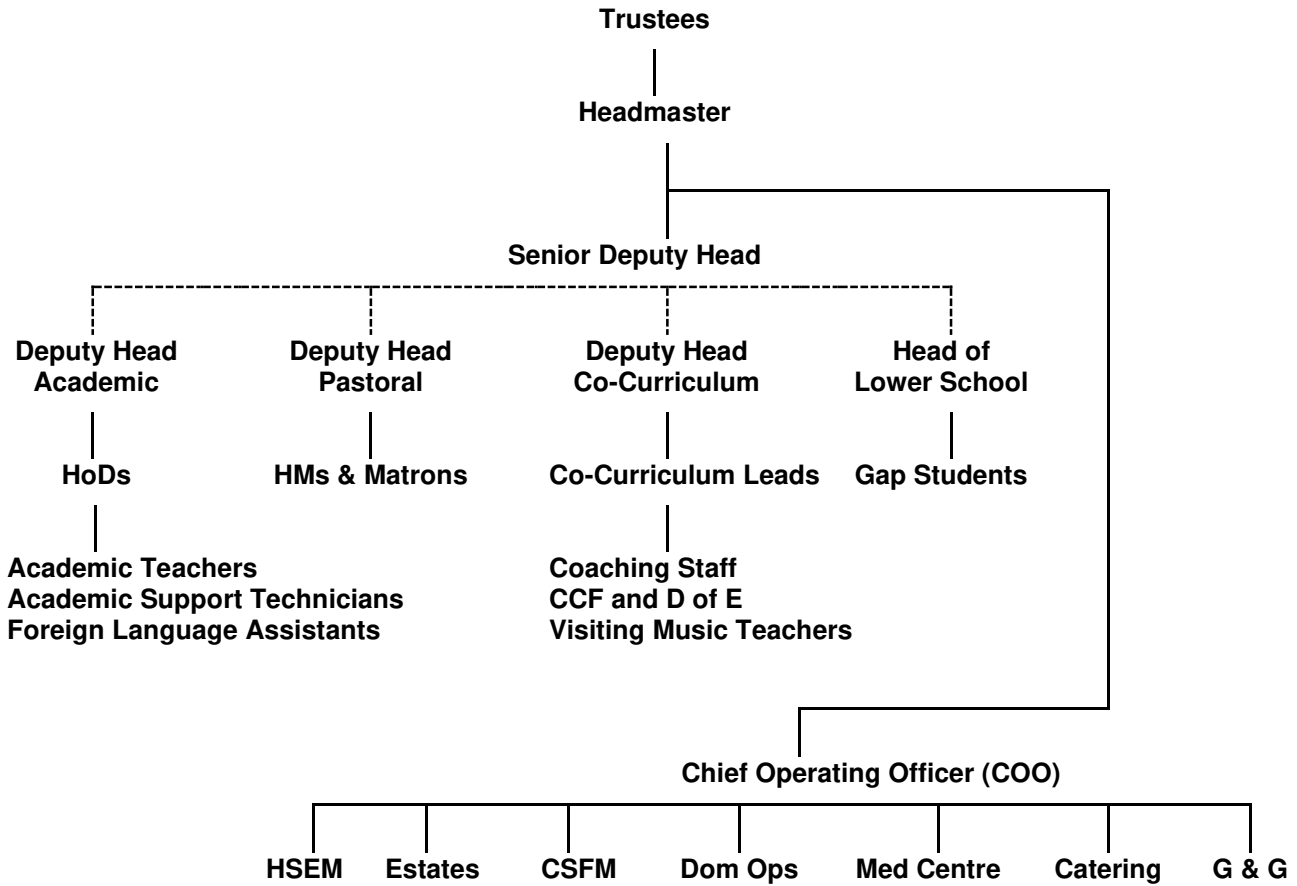 Trustees
Headmaster
Senior Deputy Head
Deputy Head
Academic
Deputy Head
Pastoral
Deputy Head
Co-Curriculum
Head of
Lower School
HoDs
HMs & Matrons
Co-Curriculum Leads
Gap Students
Academic Teachers
Academic Support Technicians
Foreign Language Assistants
Coaching Staff
CCF and D of E
Visiting Music Teachers
Chief Operating Officer (COO)
HSEM
Estates
CSFM
Dom Ops
Med Centre
Catering
G & G